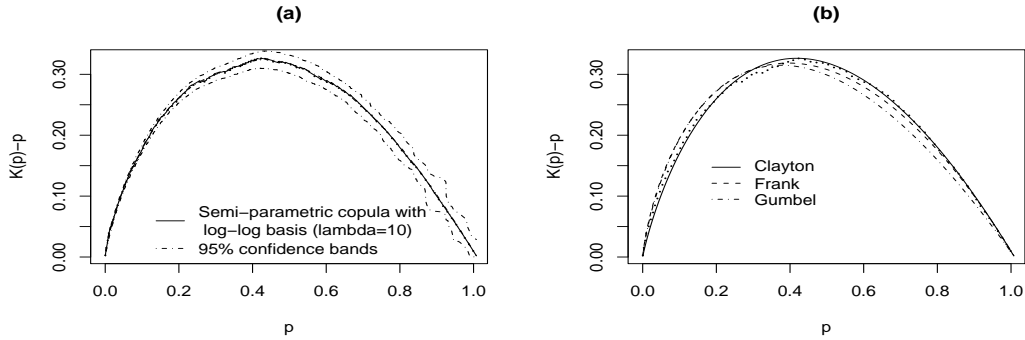 (a)
K(p)−p
0.00 0.10 0.20 0.30
Semi−parametric copula with
log−log basis (lambda=10)
95% confidence bands
0.0 0.2 0.4 0.6 0.8 1.0
p
(b)
K(p)−p
0.00 0.10 0.20 0.30
Clayton
Frank
Gumbel
0.0 0.2 0.4 0.6 0.8 1.0
p